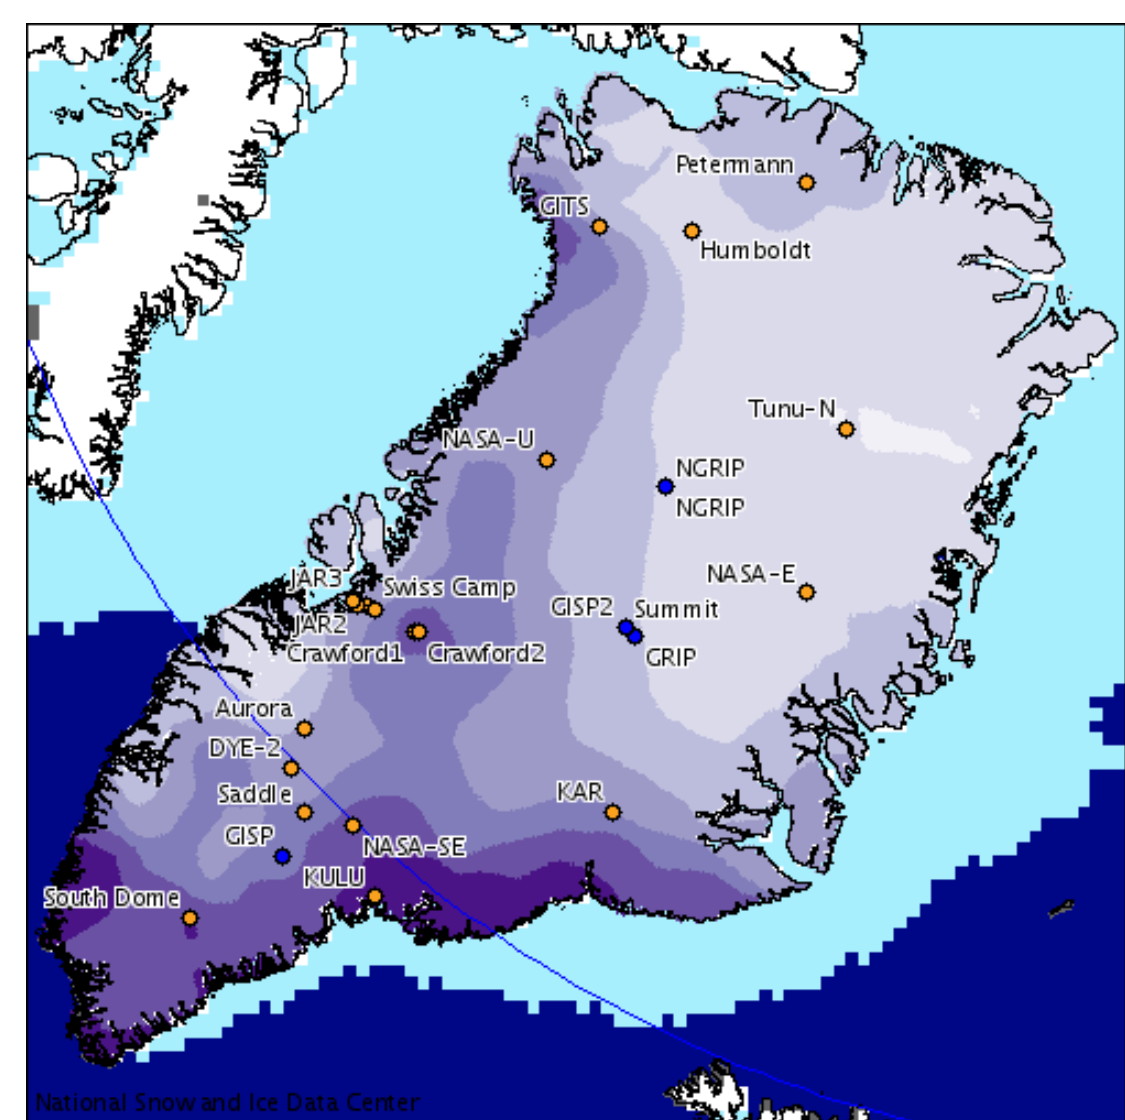 Petermann
GITS
Humboldt
Tunu-N
NASA-U
NGRIP
NGRIP
JAR3
Swiss Camp
NASA-E
GISP2
Summit
JAR2
Crawford1
Crawford2
GRIP
Aurora
DYE-2
Saddle
KAR
GISP
NASA-SE
KULU
South Dome
National Snow and Ice Data Center